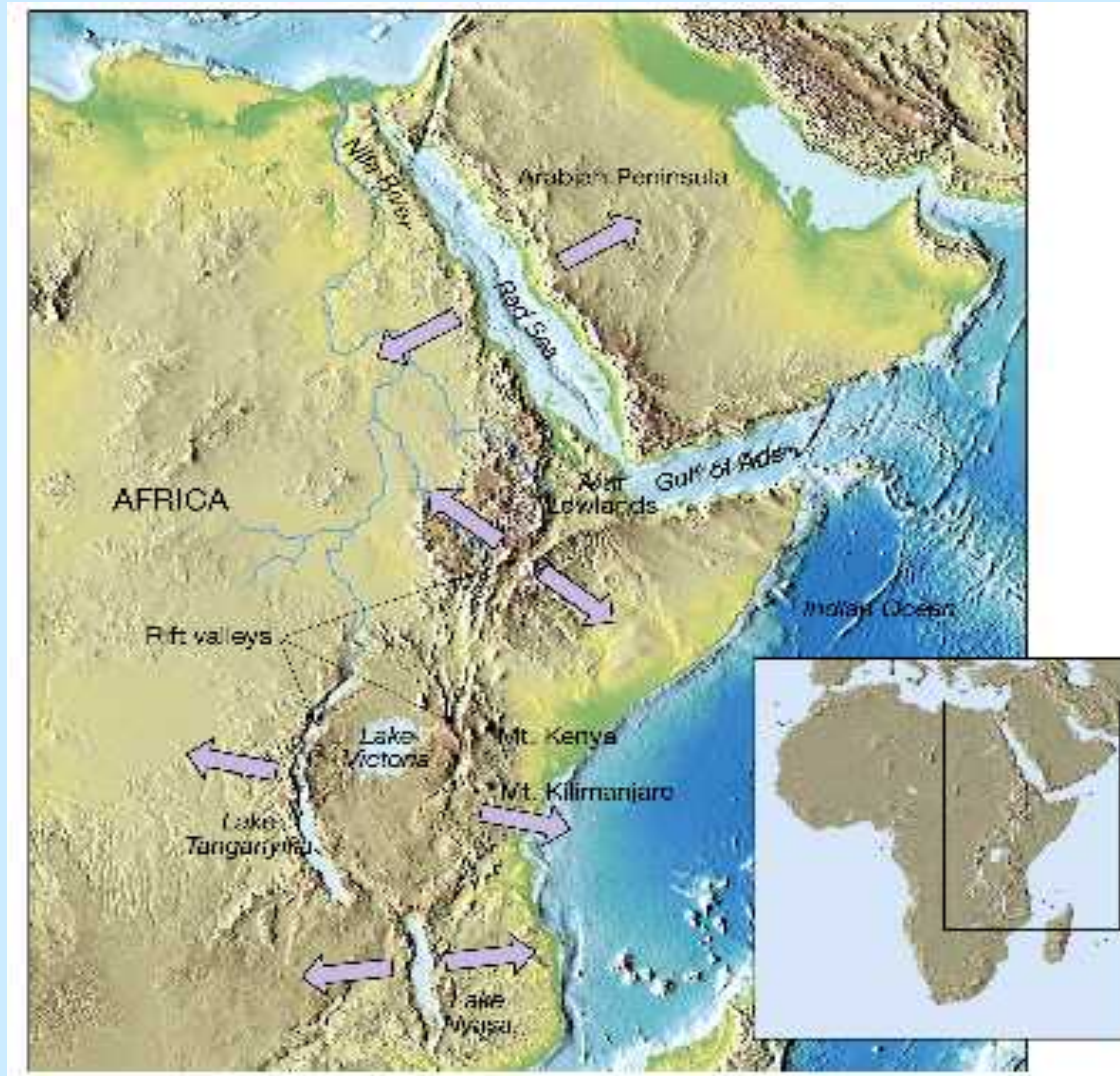 Nile River
Arabian Peninsula
Red Sea
Gulf of Aden
Afar
Lowlands
AFRICA
Indian Ocean
Rift valleys
Lake
Victoria
Mt. Kenya
Mt. Kilimanjaro
Lake
Tanganyika
Lake
Nyasa